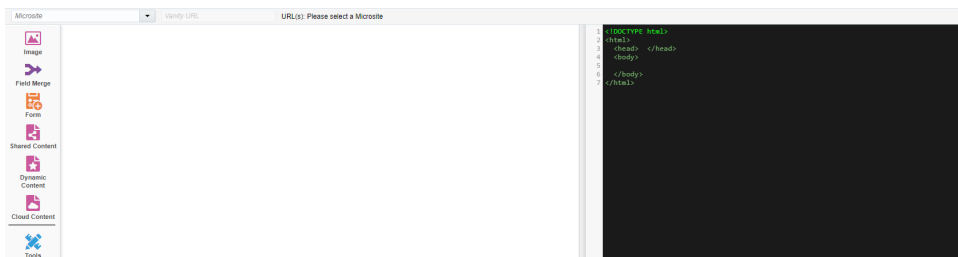 Microsite
Vanity URL
URL(s): Please select a Microsite
Image
Field Merge
Form
Shared Content
Dynamic
Content
Cloud Content
Tools
1 <!DOCTYPE html>
2 <html>
3 <head> </head>
4 <body>
5
6 </body>
7 </html>